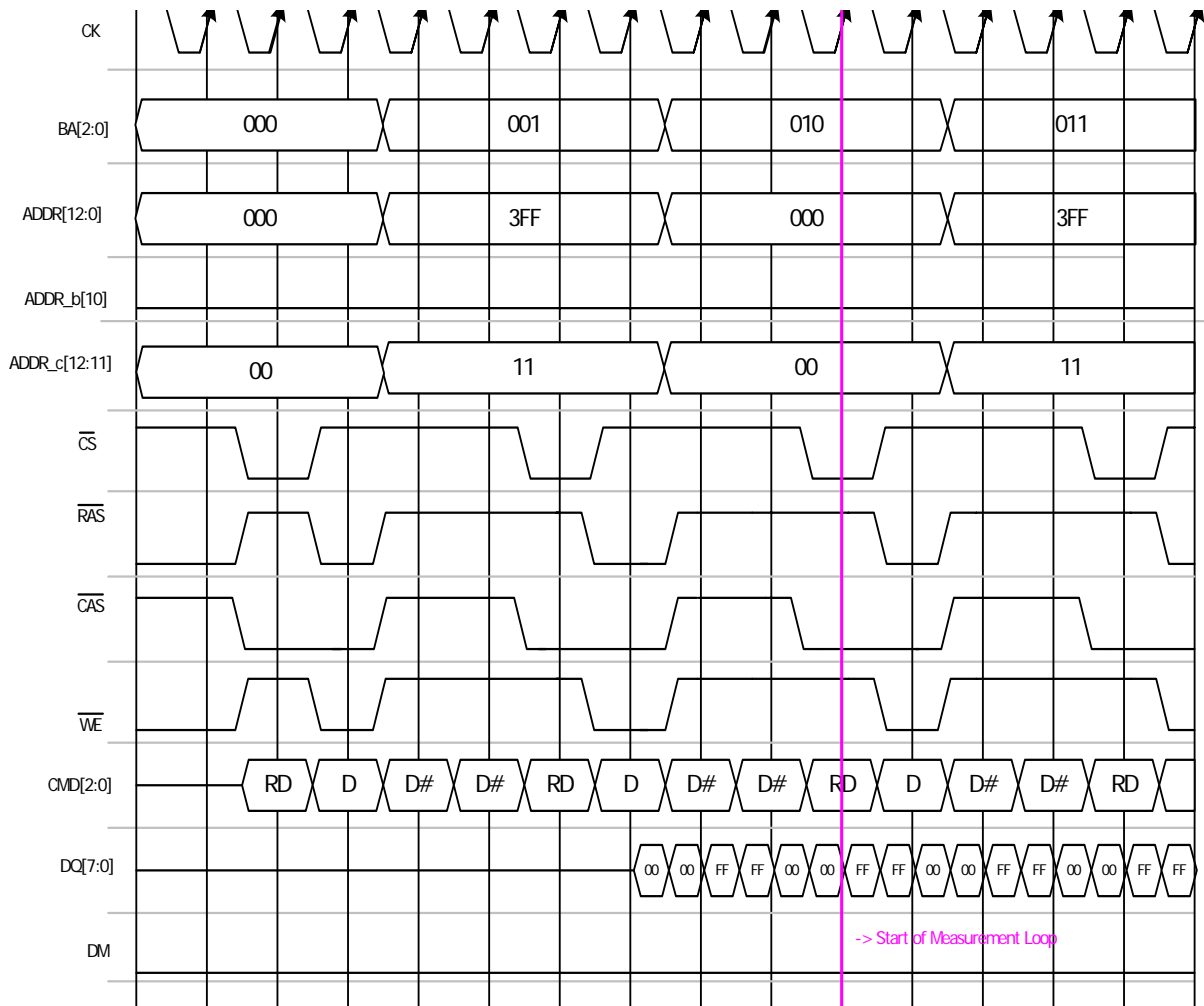 CK
BA[2:0] 000 001 010 011
ADDR[12:0] 000 3FF 000 3FF
ADDR_b[10]
ADDR_c[12:11] 00 11 00 11
CS
RAS
CAS
WE
CMD[2:0] RD D D# D# RD D D# D# RD D D# D# RD
DQ[7:0] 00 00 FF FF 00 00 FF FF 00 00 FF FF 00 00 FF FF
-> Start of Measurement Loop
DM